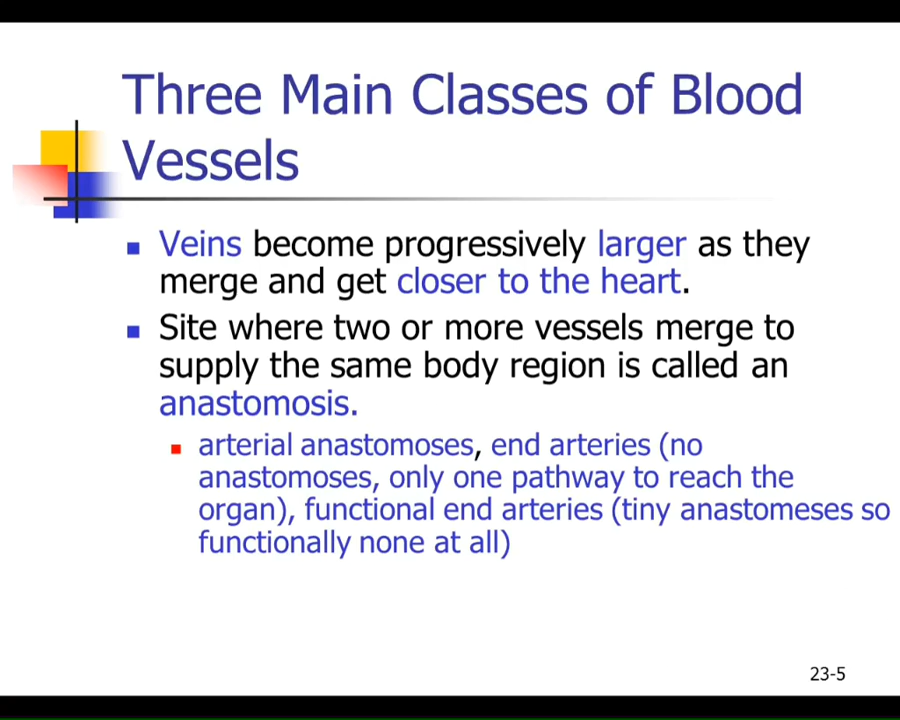 Three Main Classes of Blood
Vessels
Veins become progressively larger as they
merge and get closer to the heart.
Site where two or more vessels merge to
supply the same body region is called an
anastomosis.
arterial anastomoses, end arteries (no
anastomoses, only one pathway to reach the
organ), functional end arteries (tiny anastomeses so
functionally none at all)
23-5